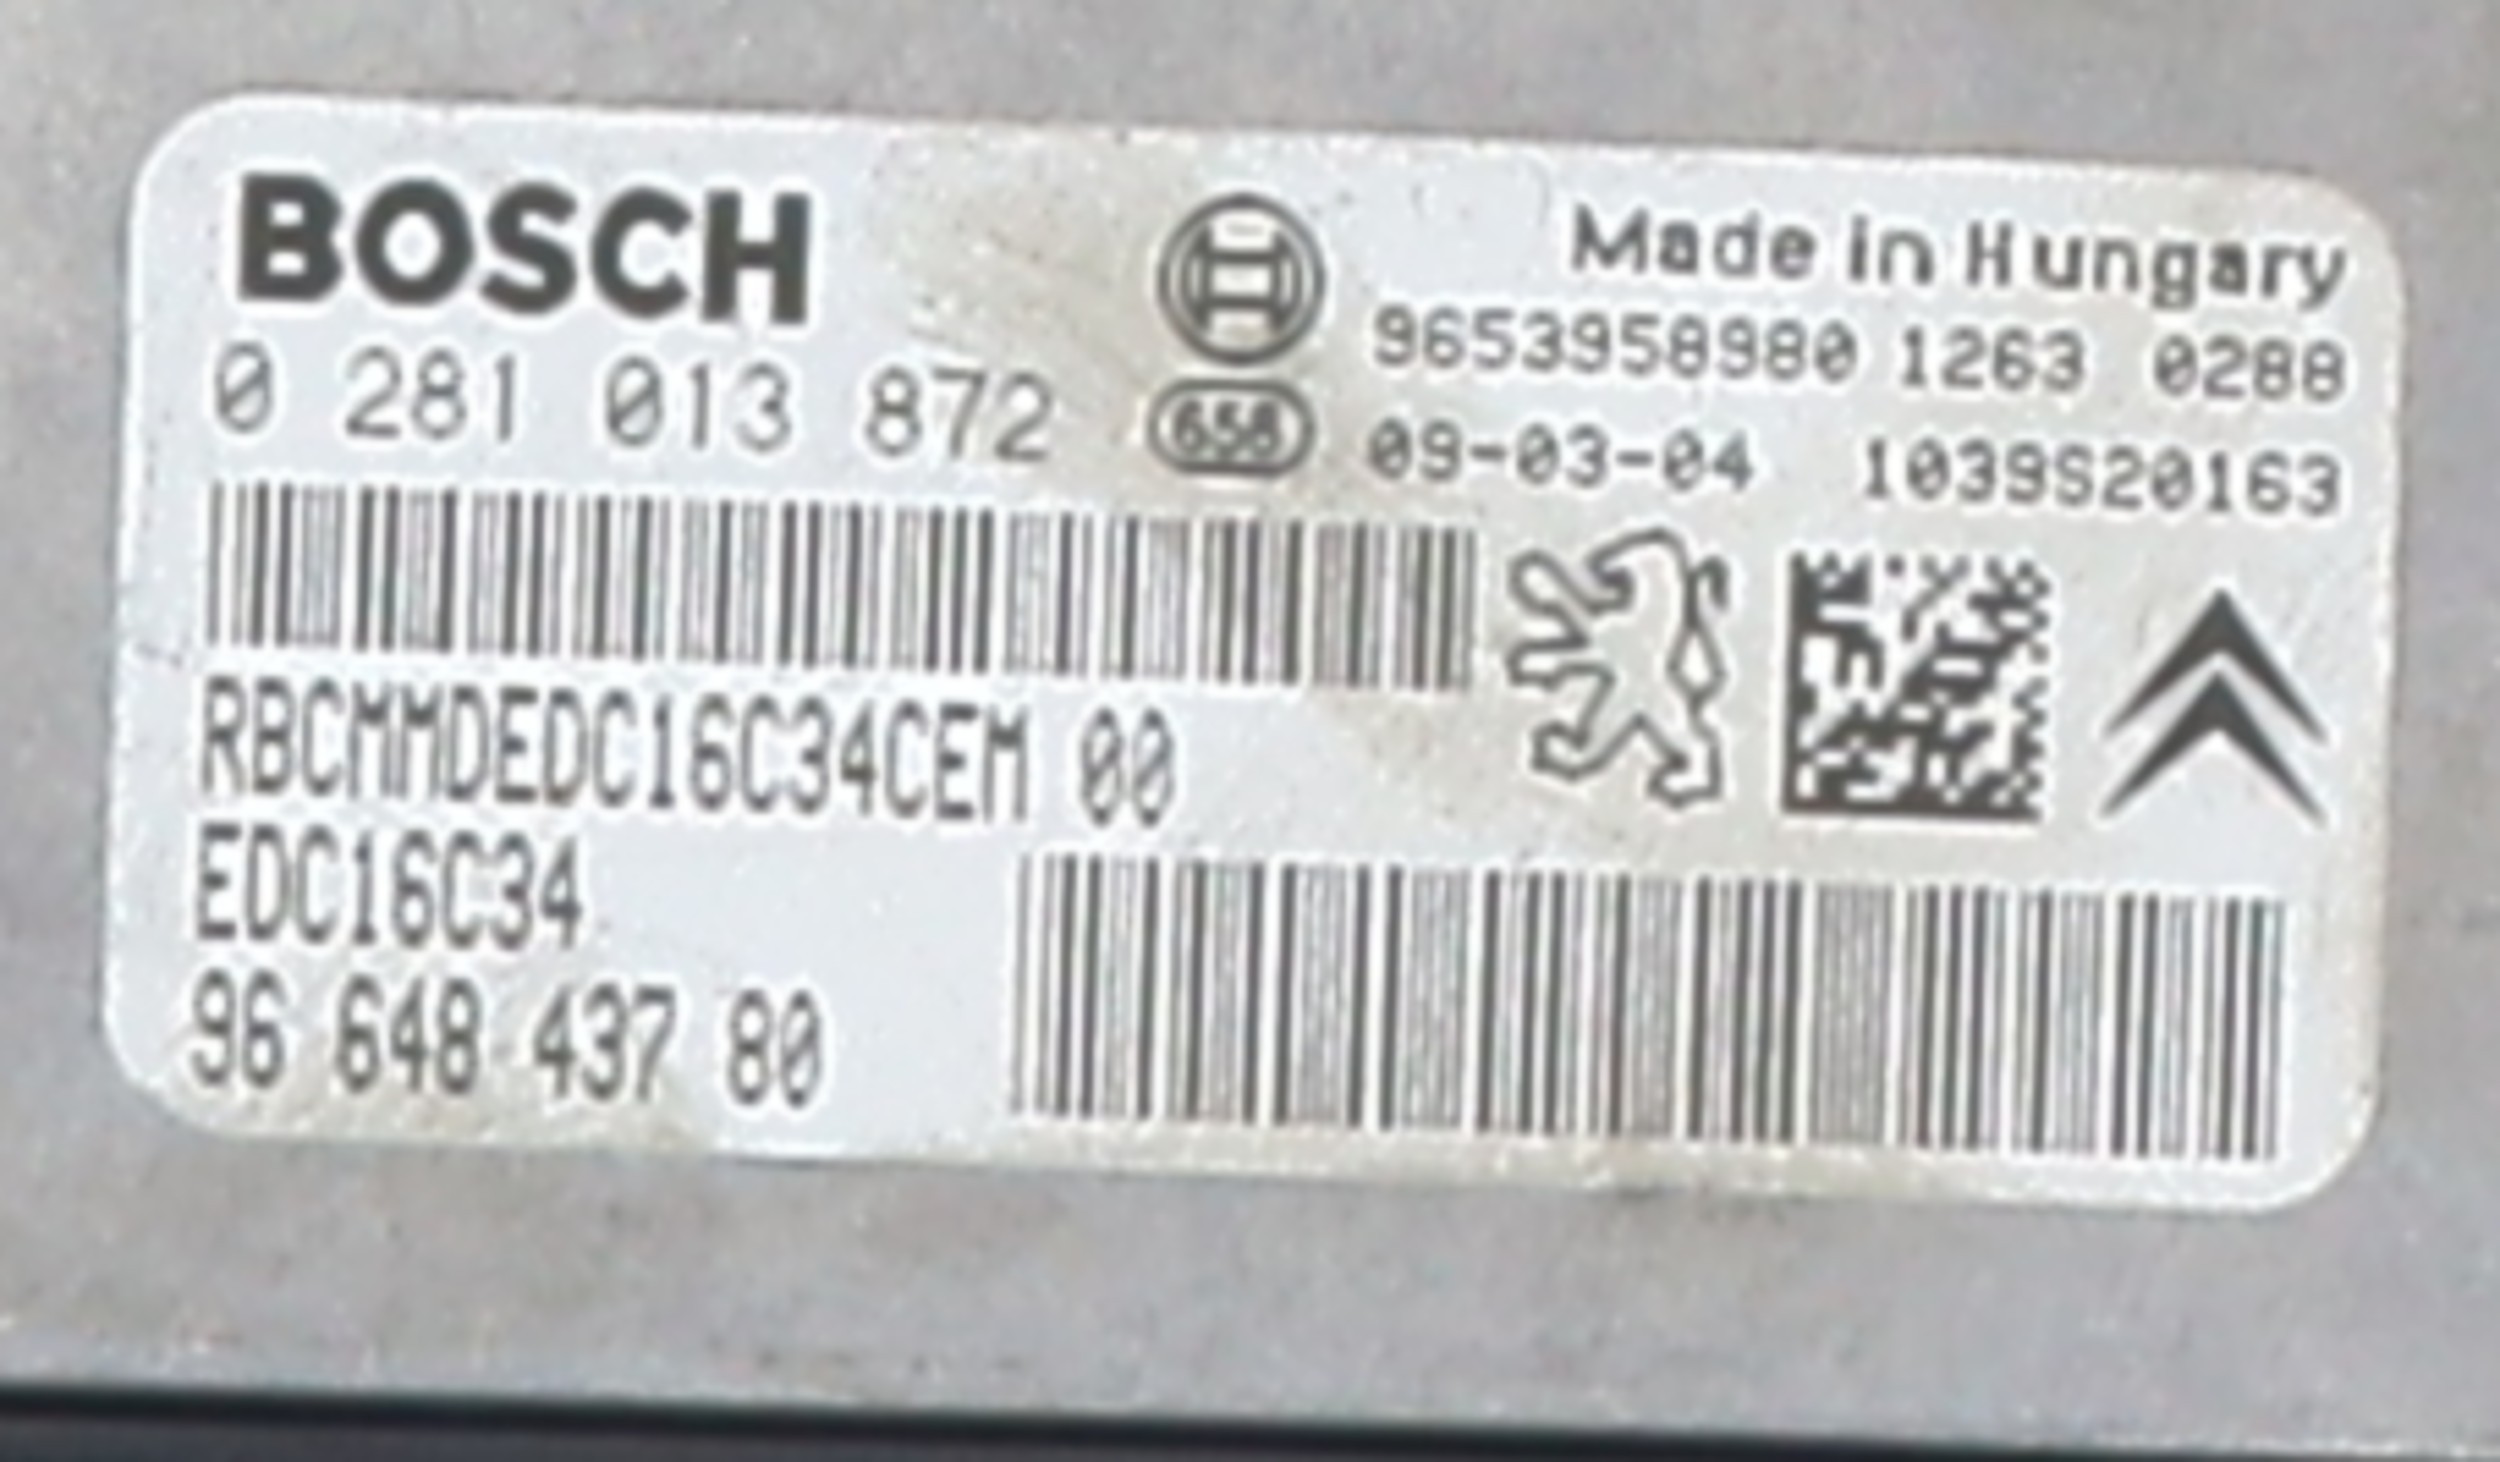 BOSCH
Made in Hungary
9653958980 1263 0288
0 281 013 872
656 09-03-04 1039S20163
RBCMMDEDC16C34CEM 00
EDC16C34
96 648 437 80